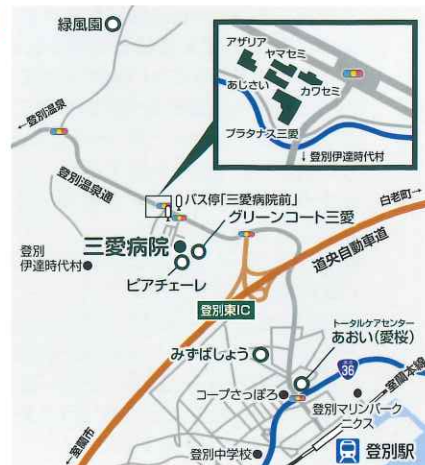 緑風園
アザリア
ヤマセミ
あじさい
カワセミ
プラタナス三愛
↓登別伊達時代村
←登別温泉
登別温泉通
バス停「三愛病院前」
グリーンコート三愛
白老町→
三愛病院
道央自動車道
登別
伊達時代村
ピアチェーレ
登別東IC
トータルケアセンター
あおい(愛桜)
みずばしょう
36
室蘭本線
コープさっぽろ
登別マリンパーク
ニクス
←室蘭市
登別中学校
登別駅